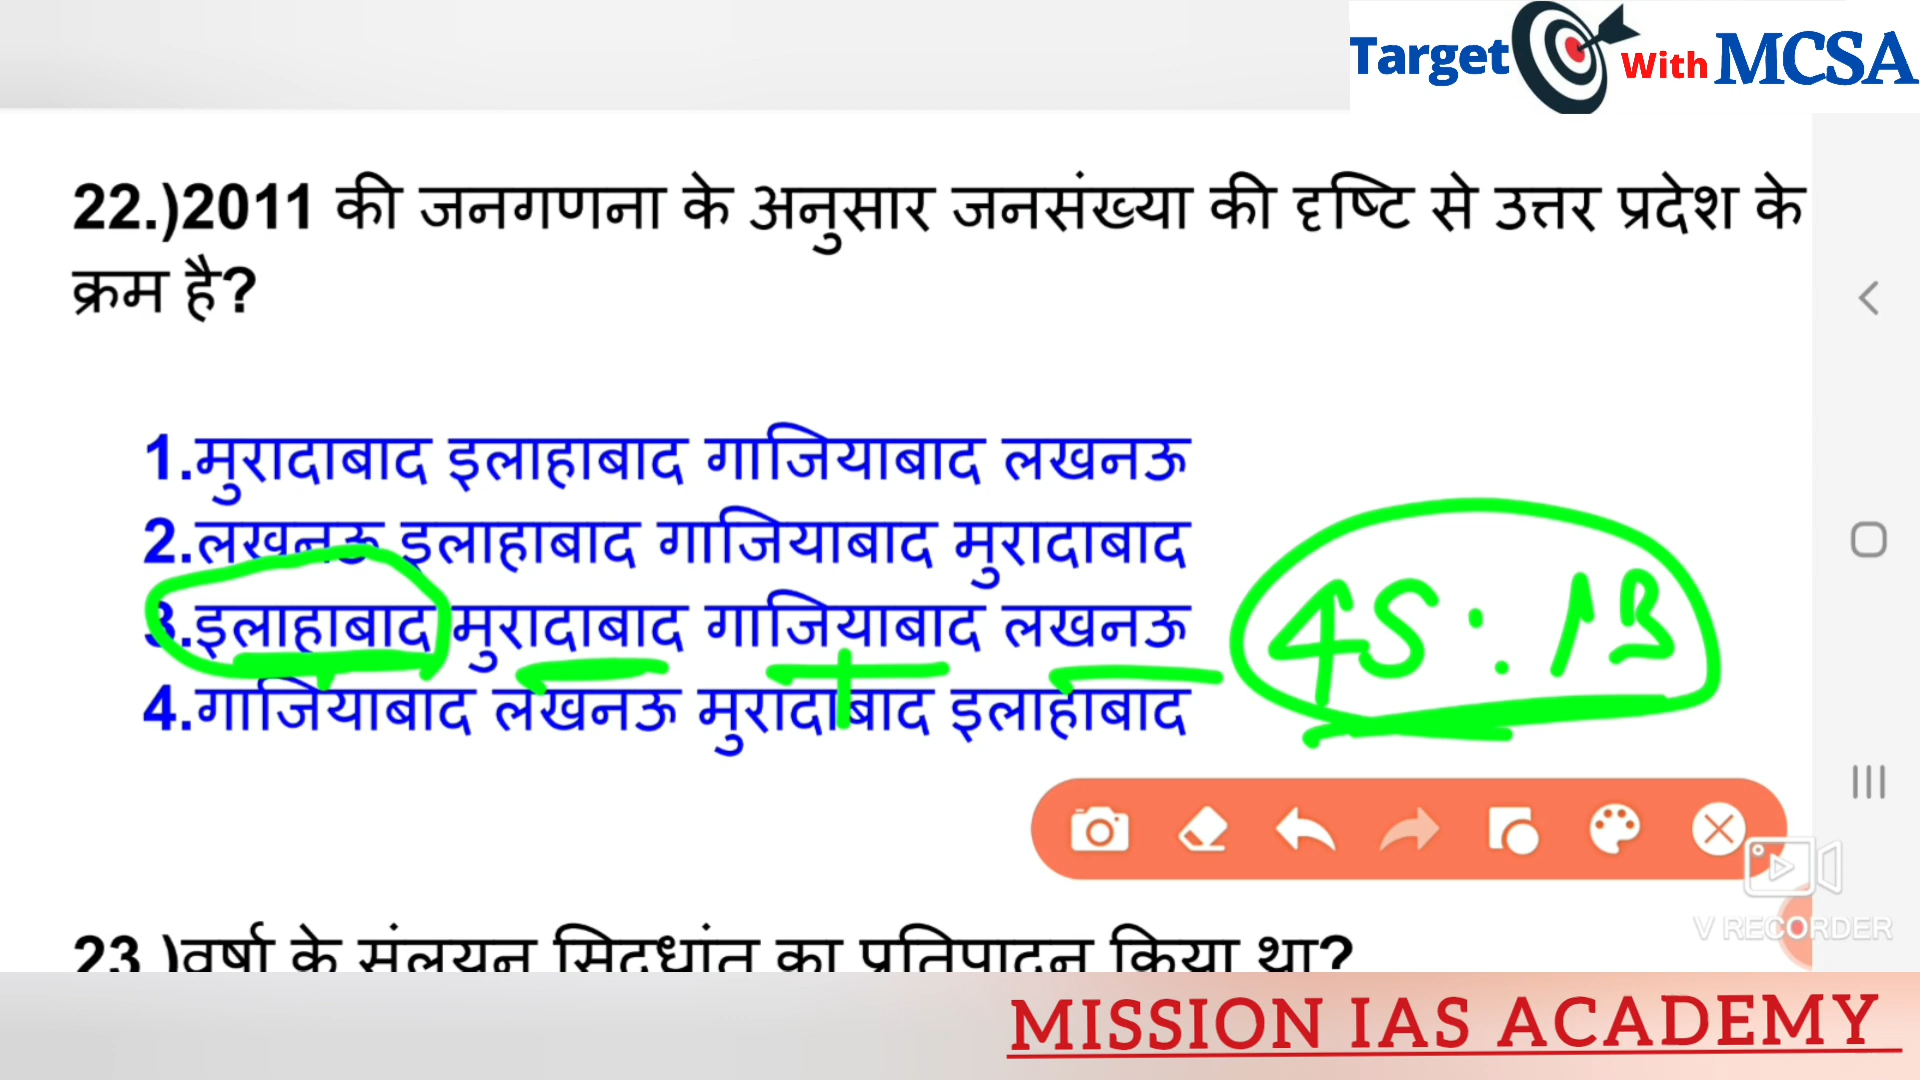 Target With MCSA
22.)2011 की जनगणना के अनुसार जनसंख्या की दृष्टि से उत्तर प्रदेश के
क्रम है?
1.मुरादाबाद इलाहाबाद गाजियाबाद लखनऊ
2.लखनऊ इलाहाबाद गाजियाबाद मुरादाबाद
3.इलाहाबाद मुरादाबाद गाजियाबाद लखनऊ
45:13
4.गाजियाबाद लखनऊ मुरादाबाद इलाहाबाद
V RECORDER
23.)वर्षा के संलयन सिद्धांत का प्रतिपादन किया था?
MISSION IAS ACADEMY